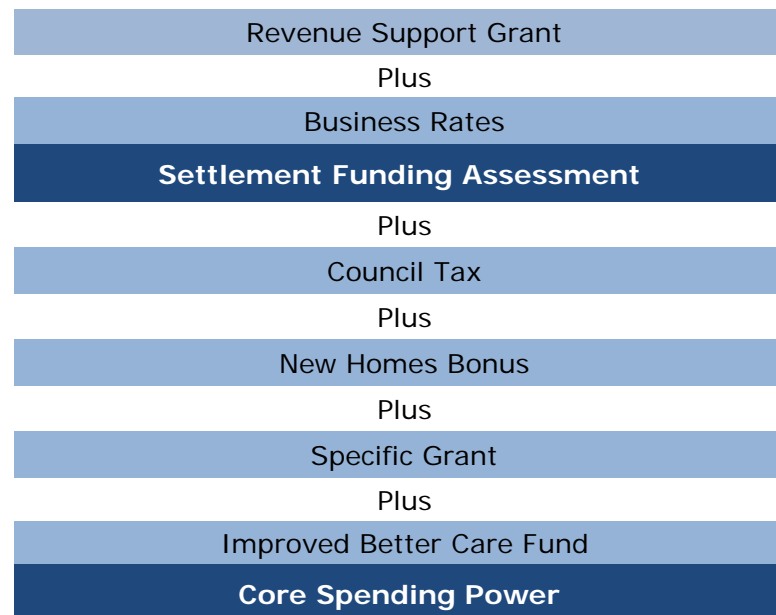 Revenue Support Grant
Plus
Business Rates
Settlement Funding Assessment
Plus
Council Tax
Plus
New Homes Bonus
Plus
Specific Grant
Plus
Improved Better Care Fund
Core Spending Power